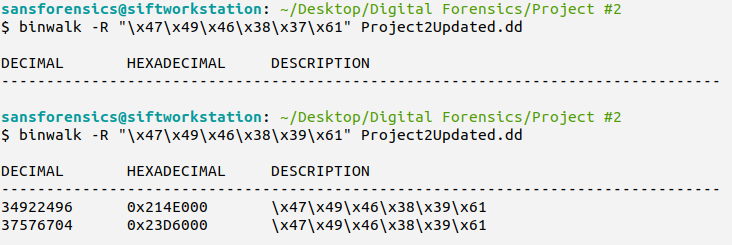 sansforensics@siftworkstation: ~/Desktop/Digital Forensics/Project #2
$ binwalk -R "\x47\x49\x46\x38\x37\x61" Project2Updated.dd
DECIMAL       HEXADECIMAL     DESCRIPTION
--------------------------------------------------------------------------------
sansforensics@siftworkstation: ~/Desktop/Digital Forensics/Project #2
$ binwalk -R "\x47\x49\x46\x38\x39\x61" Project2Updated.dd
DECIMAL       HEXADECIMAL     DESCRIPTION
--------------------------------------------------------------------------------
34922496      0x214E000       \x47\x49\x46\x38\x39\x61
37576704      0x23D6000       \x47\x49\x46\x38\x39\x61